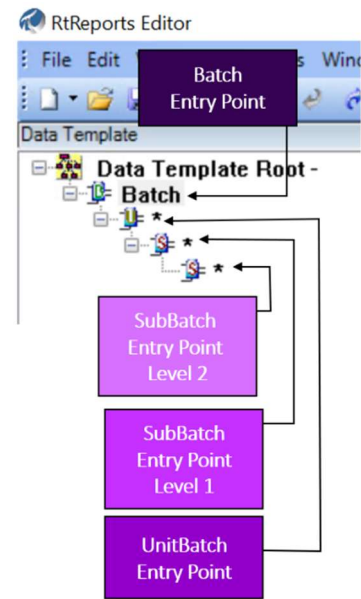 RtReports Editor
File Edit s Wind
Batch
Entry Point
Data Template
Data Template Root -
Batch
*
*
*
SubBatch
Entry Point
Level 2
SubBatch
Entry Point
Level 1
UnitBatch
Entry Point